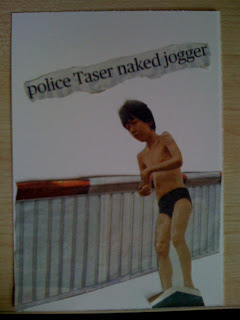 police Taser naked jogger